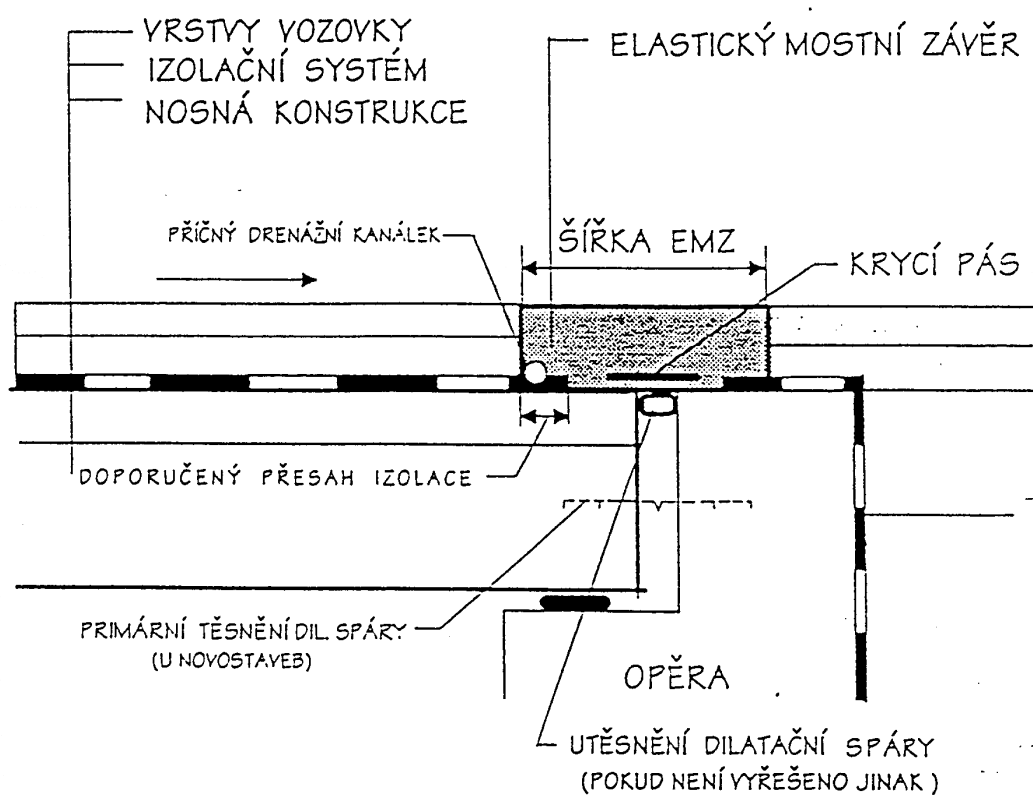 VRSTVY VOZOVKY
IZOLAČNÍ SYSTÉM
NOSNÁ KONSTRUKCE
ELASTICKÝ MOSTNÍ ZÁVĚR
PŘÍČNÝ DRENÁŽNÍ KANÁLEK
ŠÍŘKA EMZ
KRYCÍ PÁS
DOPORUČENÝ PŘESAH IZOLACE
PRIMÁRNÍ TĚSNĚNÍ DIL. SPÁRY
(U NOVOSTAVEB)
OPĚRA
UTĚSNĚNÍ DILATAČNÍ SPÁRY
(POKUD NENÍ VYŘEŠENO JINAK)